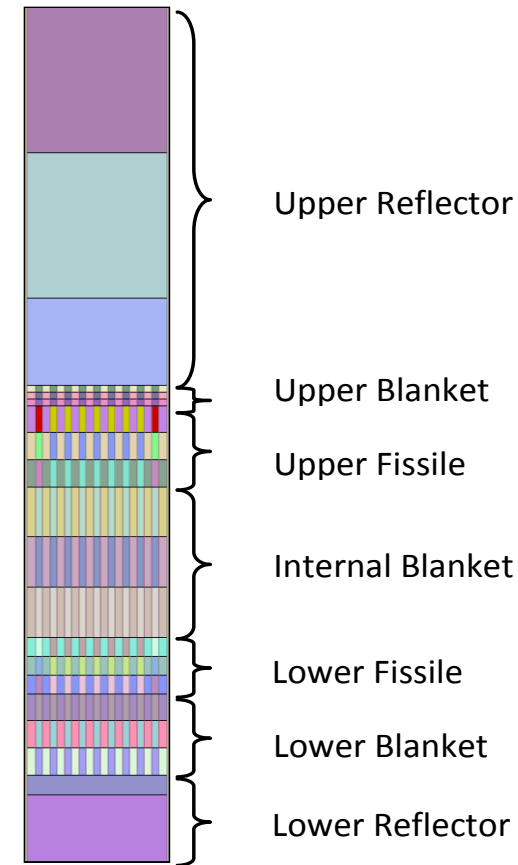 Upper Reflector
Upper Blanket
Upper Fissile
Internal Blanket
Lower Fissile
Lower Blanket
Lower Reflector